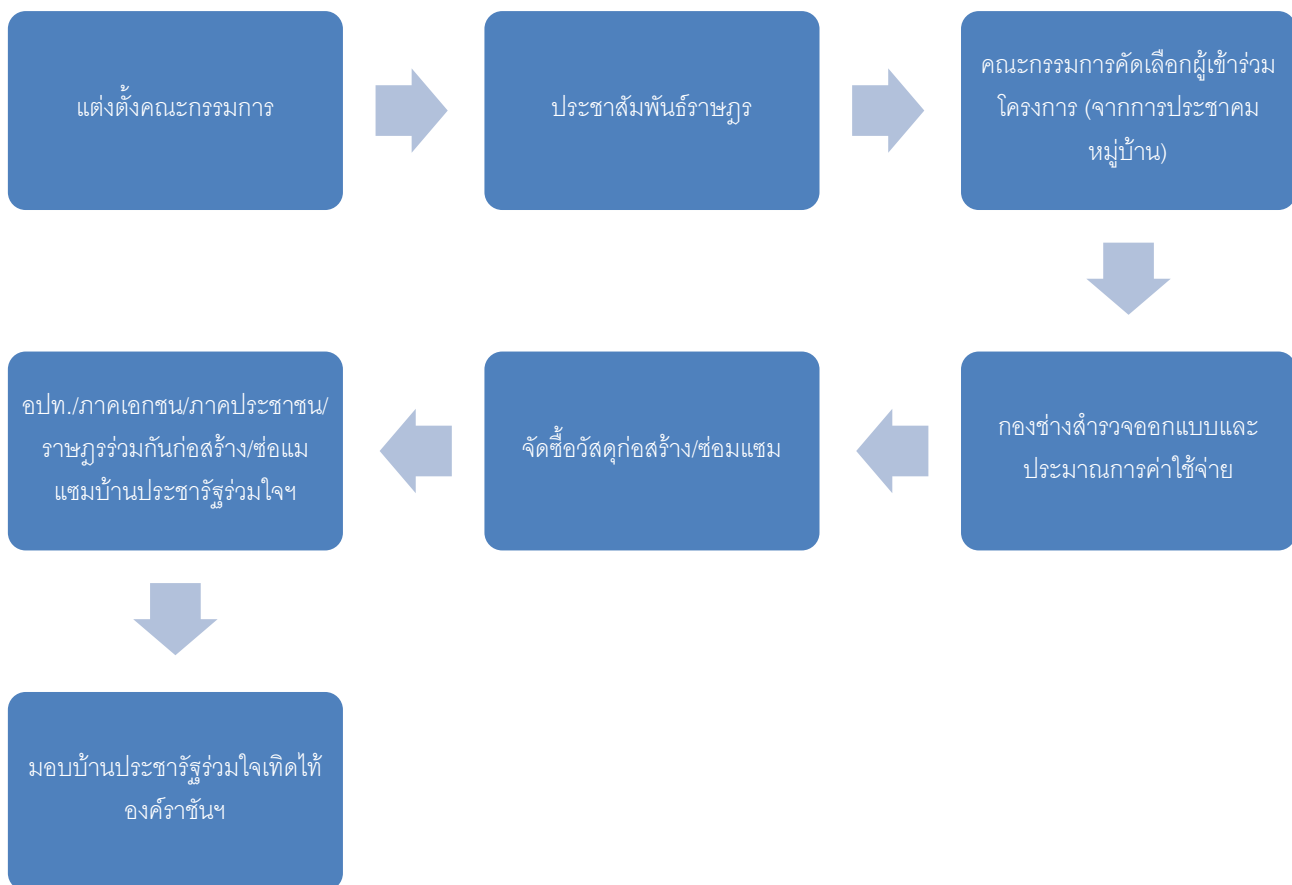 แต่งตั้งคณะกรรมการ
ประชาสัมพันธ์ราษฎร
คณะกรรมการคัดเลือกผู้เข้าร่วม
โครงการ (จากการประชาคม
หมู่บ้าน)
กองช่างสำรวจออกแบบและ
ประมาณการค่าใช้จ่าย
จัดซื้อวัสดุก่อสร้าง/ซ่อมแซม
อปท./ภาคเอกชน/ภาคประชาชน/
ราษฎรร่วมกันก่อสร้าง/ซ่อมแ
แซมบ้านประชารัฐร่วมใจฯ
มอบบ้านประชารัฐร่วมใจเทิดไท้
องค์ราชันฯ